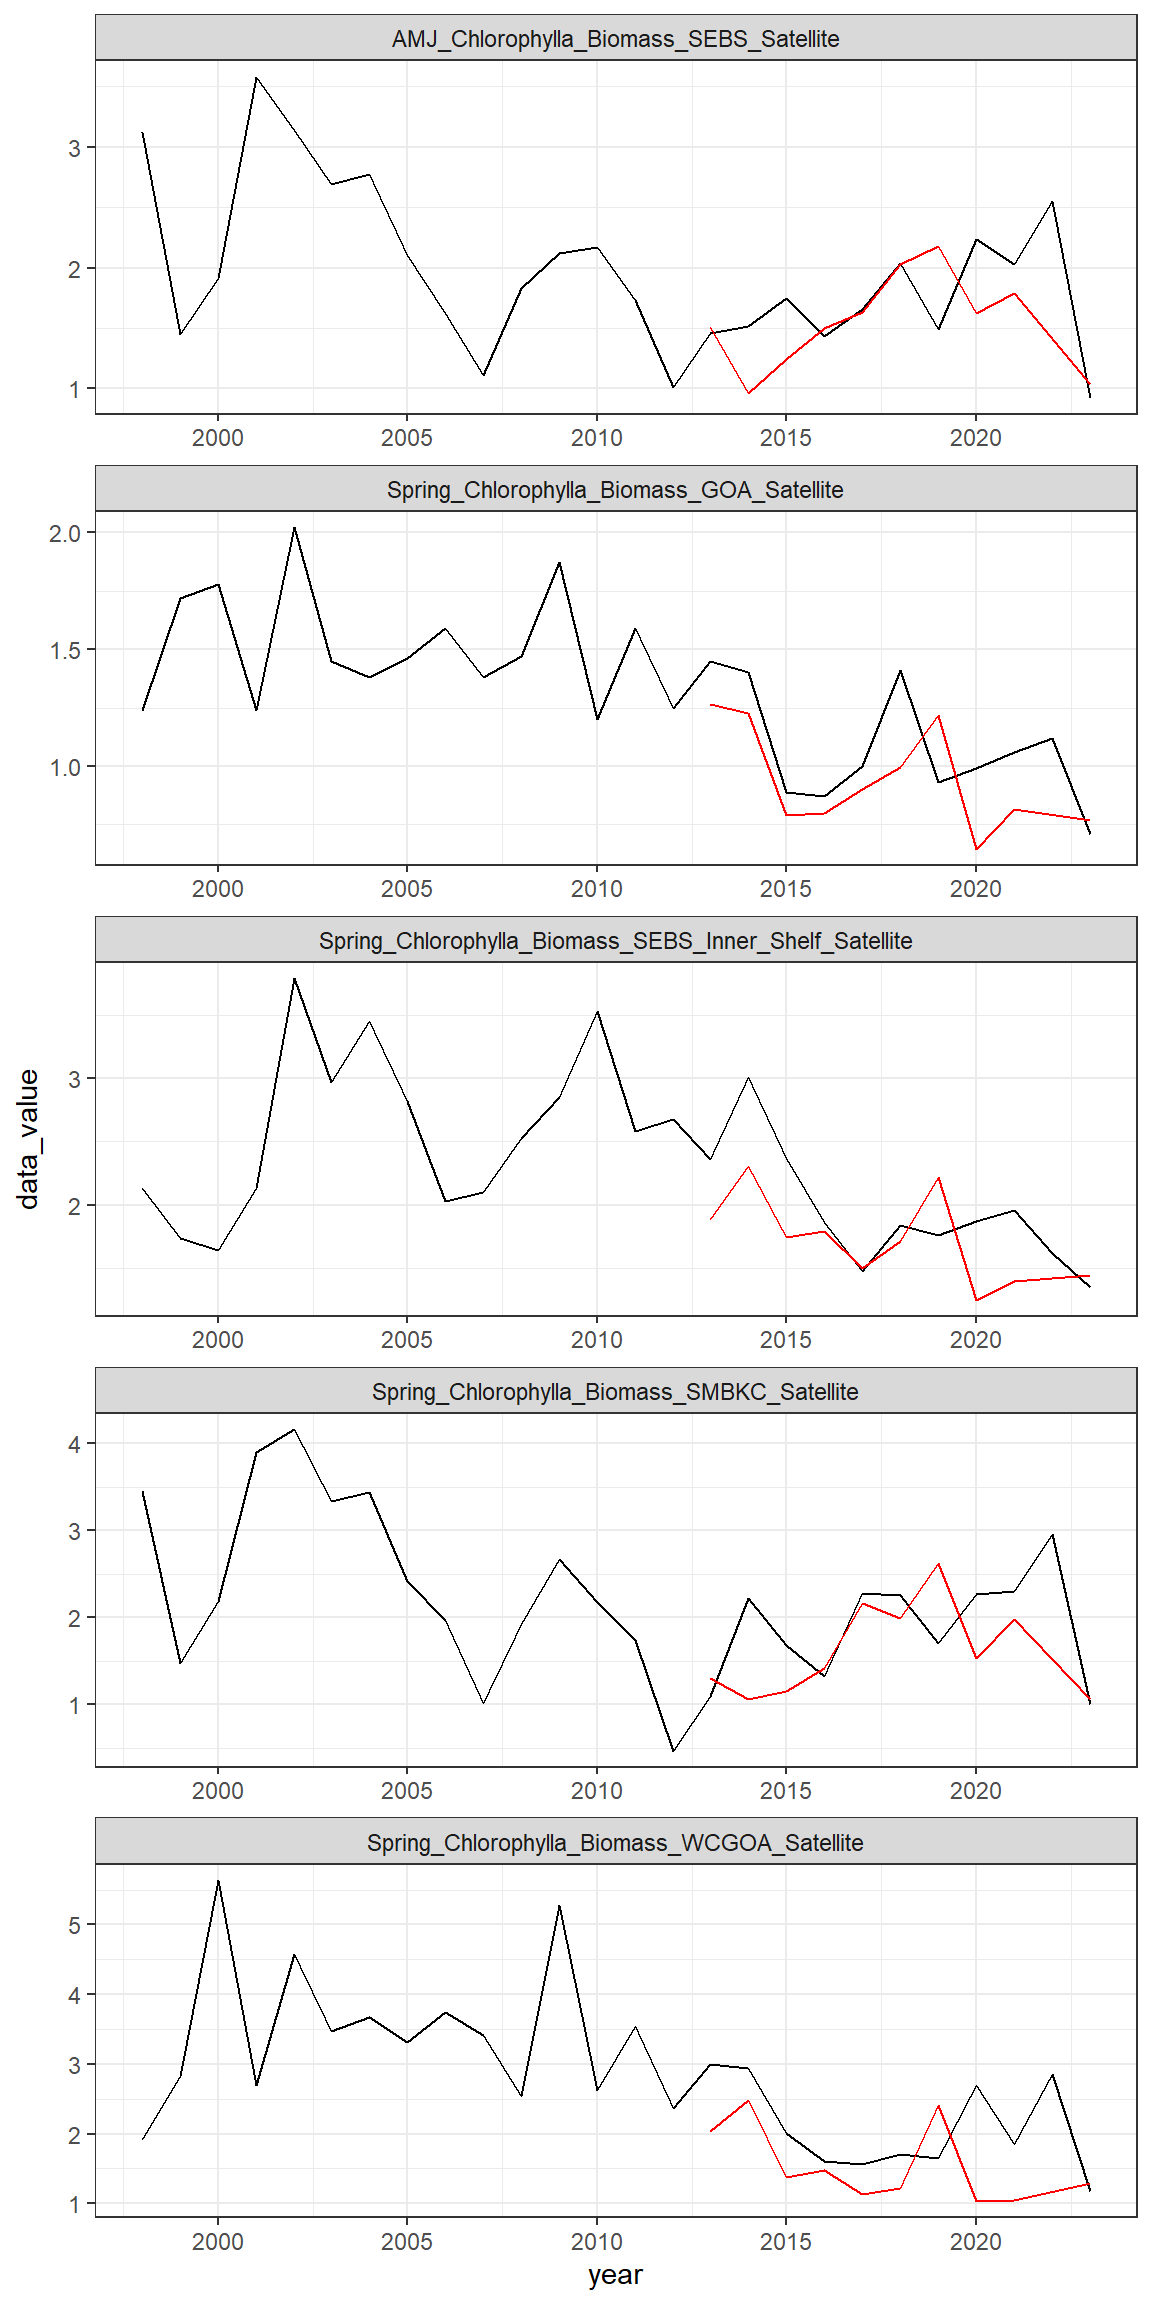 AMJ_Chlorophylla_Biomass_SEBS_Satellite
3
2
1
2000 2005 2010 2015 2020
Spring_Chlorophylla_Biomass_GOA_Satellite
2.0
1.5
1.0
2000 2005 2010 2015 2020
Spring_Chlorophylla_Biomass_SEBS_Inner_Shelf_Satellite
3
2
2000 2005 2010 2015 2020
data_value
Spring_Chlorophylla_Biomass_SMBKC_Satellite
4
3
2
1
2000 2005 2010 2015 2020
Spring_Chlorophylla_Biomass_WCGOA_Satellite
5
4
3
2
1
2000 2005 2010 2015 2020
year